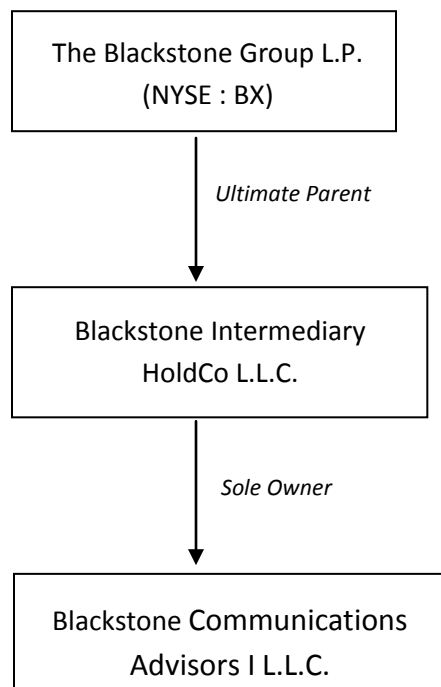 The Blackstone Group L.P.
(NYSE : BX)
Ultimate Parent
Blackstone Intermediary
HoldCo L.L.C.
Sole Owner
Blackstone Communications
Advisors I L.L.C.